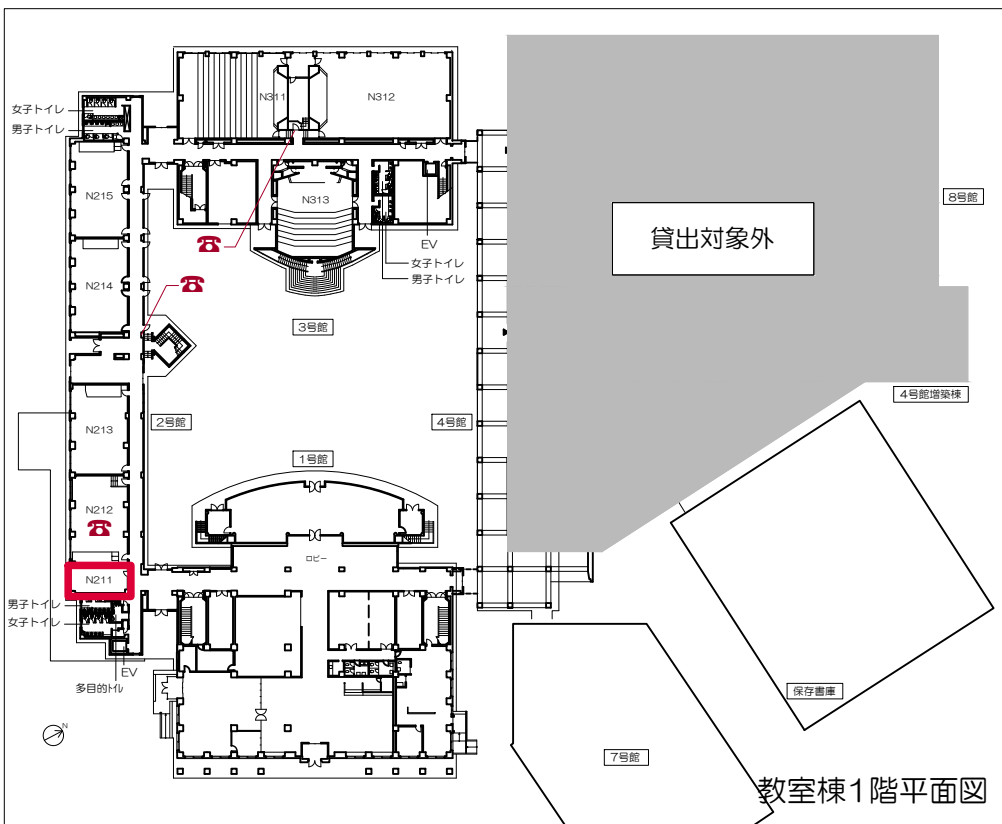 N311
N312
女子トイレ
男子トイレ
N215
N313
8号館
貸出対象外
EV
女子トイレ
男子トイレ
N214
3号館
4号館増築棟
N213
2号館
4号館
1号館
N212
ロビー
N211
男子トイレ
女子トイレ
EV
多目的トイレ
保存書庫
N
7号館
教室棟1階平面図